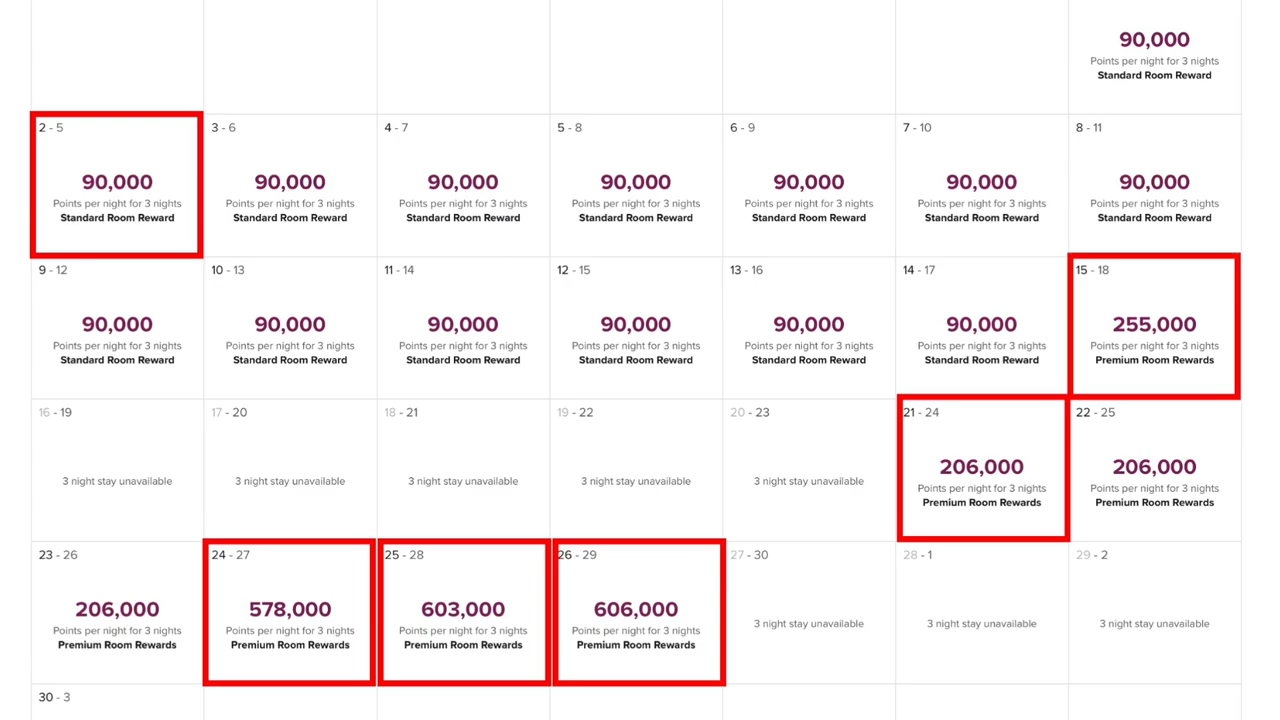 90,000
Points per night for 3 nights
Standard Room Reward
2 - 5
90,000
Points per night for 3 nights
Standard Room Reward
3 - 6
90,000
Points per night for 3 nights
Standard Room Reward
4 - 7
90,000
Points per night for 3 nights
Standard Room Reward
5 - 8
90,000
Points per night for 3 nights
Standard Room Reward
6 - 9
90,000
Points per night for 3 nights
Standard Room Reward
7 - 10
90,000
Points per night for 3 nights
Standard Room Reward
8 - 11
90,000
Points per night for 3 nights
Standard Room Reward
9 - 12
90,000
Points per night for 3 nights
Standard Room Reward
10 - 13
90,000
Points per night for 3 nights
Standard Room Reward
11 - 14
90,000
Points per night for 3 nights
Standard Room Reward
12 - 15
90,000
Points per night for 3 nights
Standard Room Reward
13 - 16
90,000
Points per night for 3 nights
Standard Room Reward
14 - 17
90,000
Points per night for 3 nights
Standard Room Reward
15 - 18
255,000
Points per night for 3 nights
Premium Room Rewards
16 - 19
3 night stay unavailable
17 - 20
3 night stay unavailable
18 - 21
3 night stay unavailable
19 - 22
3 night stay unavailable
20 - 23
3 night stay unavailable
21 - 24
206,000
Points per night for 3 nights
Premium Room Rewards
22 - 25
206,000
Points per night for 3 nights
Premium Room Rewards
23 - 26
206,000
Points per night for 3 nights
Premium Room Rewards
24 - 27
578,000
Points per night for 3 nights
Premium Room Rewards
25 - 28
603,000
Points per night for 3 nights
Premium Room Rewards
26 - 29
606,000
Points per night for 3 nights
Premium Room Rewards
27 - 30
3 night stay unavailable
28 - 1
3 night stay unavailable
29 - 2
3 night stay unavailable
30 - 3